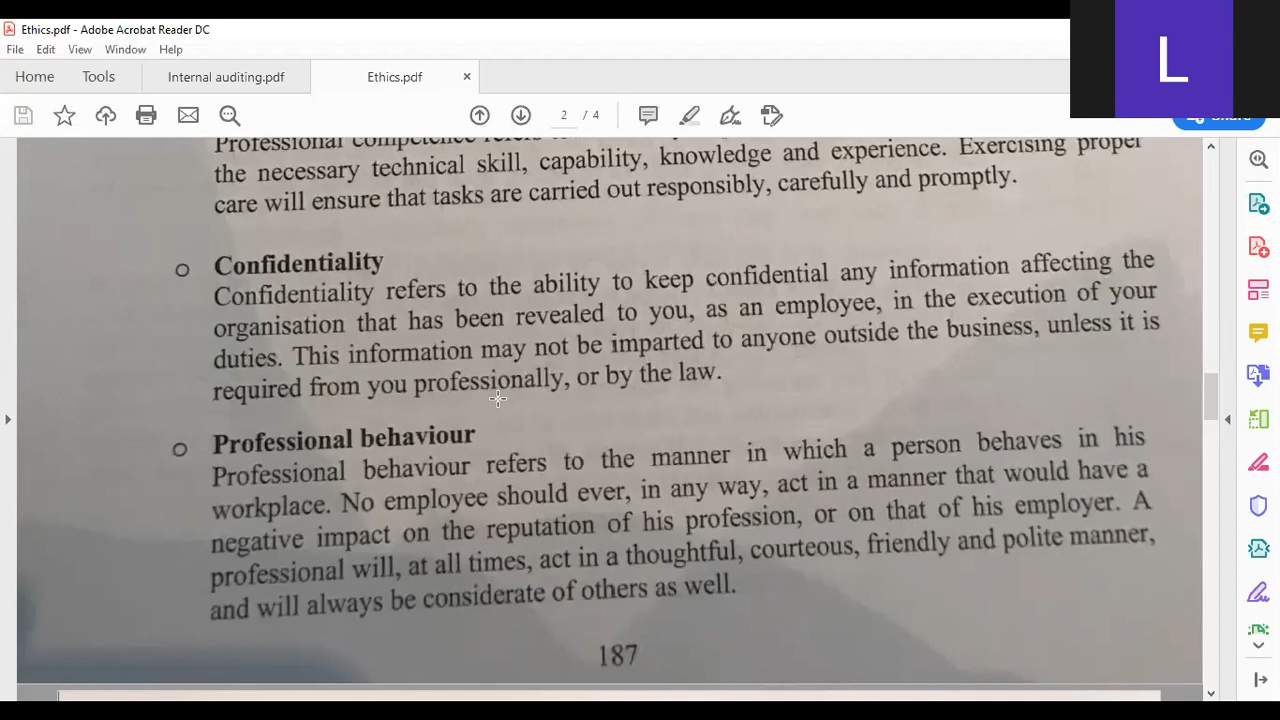 Ethics.pdf - Adobe Acrobat Reader DC
File Edit View Window Help
L
Home Tools Internal auditing.pdf Ethics.pdf ×
2 / 4
Professional competence refers
the necessary technical skill, capability, knowledge and experience. Exercising proper
care will ensure that tasks are carried out responsibly, carefully and promptly.
Confidentiality
Confidentiality refers to the ability to keep confidential any information affecting the
organisation that has been revealed to you, as an employee, in the execution of your
duties. This information may not be imparted to anyone outside the business, unless it is
required from you professionally, or by the law.
Professional behaviour
Professional behaviour refers to the manner in which a person behaves in his
workplace. No employee should ever, in any way, act in a manner that would have a
negative impact on the reputation of his profession, or on that of his employer. A
professional will, at all times, act in a thoughtful, courteous, friendly and polite manner,
and will always be considerate of others as well.
187